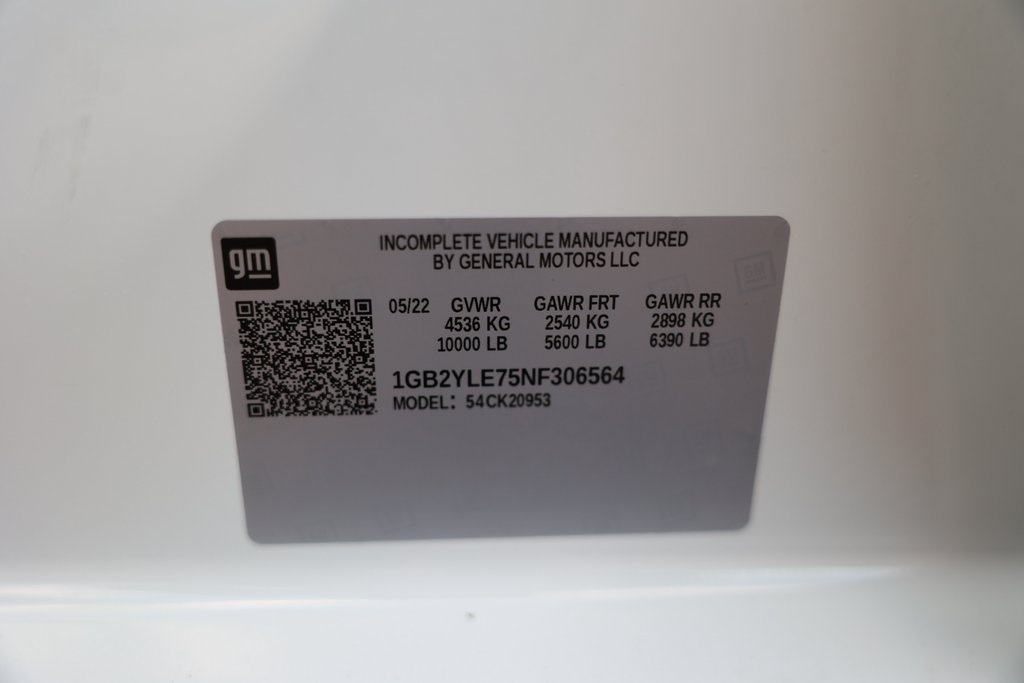 gm
INCOMPLETE VEHICLE MANUFACTURED
BY GENERAL MOTORS LLC
05/22 GVWR GAWR FRT GAWR RR
4536 KG 2540 KG 2898 KG
10000 LB 5600 LB 6390 LB
1GB2YLE75NF306564
MODEL: 54CK20953
GM